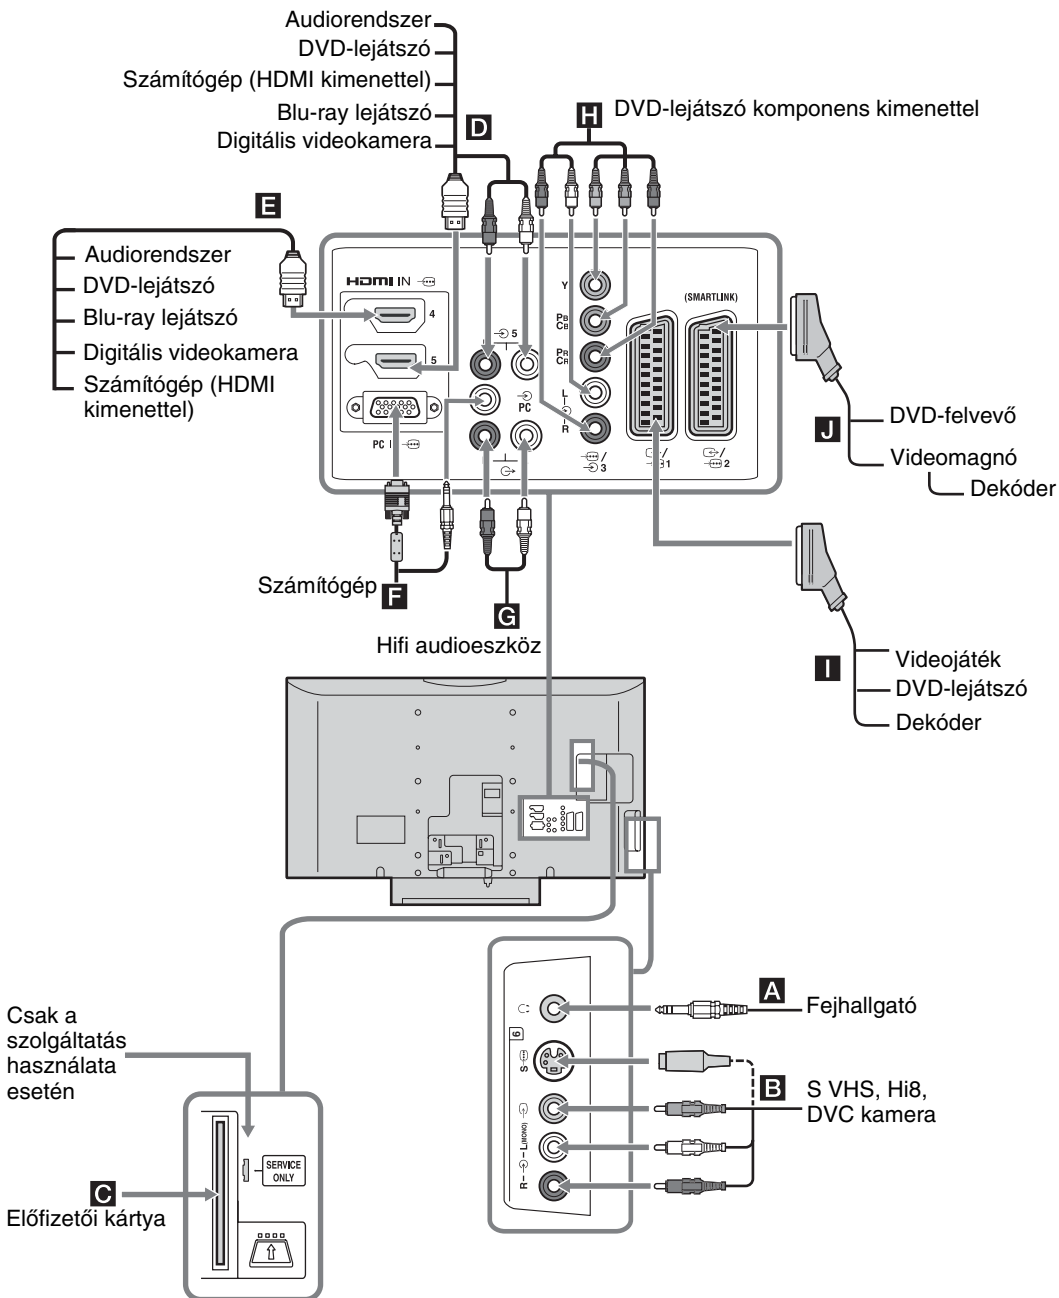 Audiorendszer
DVD-lejátszó
Számítógép (HDMI kimenettel)
Blu-ray lejátszó
Digitális videokamera
D
H
DVD-lejátszó komponens kimenettel
E
Audiorendszer
DVD-lejátszó
Blu-ray lejátszó
Digitális videokamera
Számítógép (HDMI
kimenettel)
HDMI IN
4
5
PC I
5
PC
Y
PB
CB
PR
CR
L
R
/
3
/
1
(SMARTLINK)
/
2
J
DVD-felvevő
Videomagnó
Dekóder
Számítógép F
G
Hifi audioeszköz
I
Videojáték
DVD-lejátszó
Dekóder
6
S
L(MONO)
R
A
Fejhallgató
B
S VHS, Hi8,
DVC kamera
Csak a
szolgáltatás
használata
esetén
SERVICE
ONLY
C
Előfizetői kártya